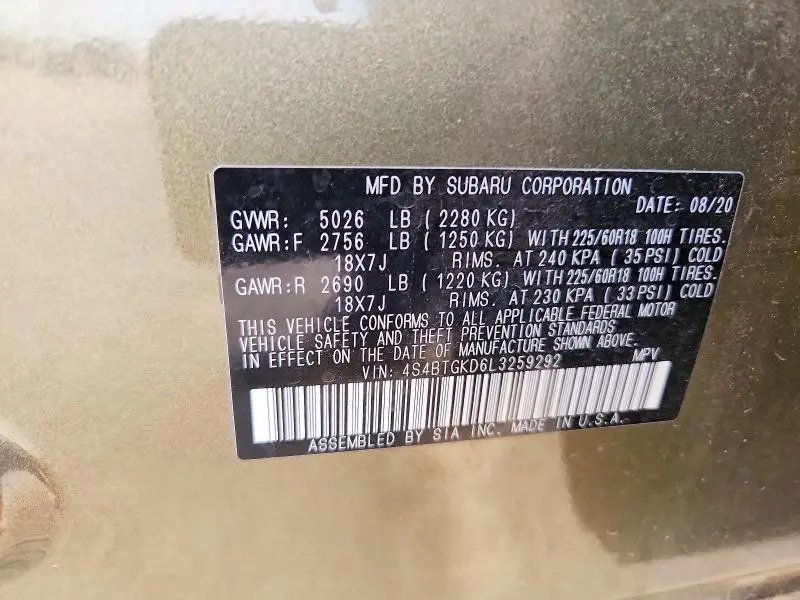 MFD BY SUBARU CORPORATION
DATE: 08/20
GVWR: 5026 LB ( 2280 KG)
GAWR:F 2756 LB ( 1250 KG) WITH 225/60R18 100H TIRES.
18X7J RIMS. AT 240 KPA ( 35 PSI) COLD
GAWR:R 2690 LB ( 1220 KG) WITH 225/60R18 100H TIRES.
18X7J RIMS. AT 230 KPA ( 33 PSI) COLD
THIS VEHICLE CONFORMS TO ALL APPLICABLE FEDERAL MOTOR
VEHICLE SAFETY AND THEFT PREVENTION STANDARDS
IN EFFECT ON THE DATE OF MANUFACTURE SHOWN ABOVE.
VIN: 4S4BTGKD6L3259292 MPV
ASSEMBLED BY SIA INC. MADE IN U.S.A.